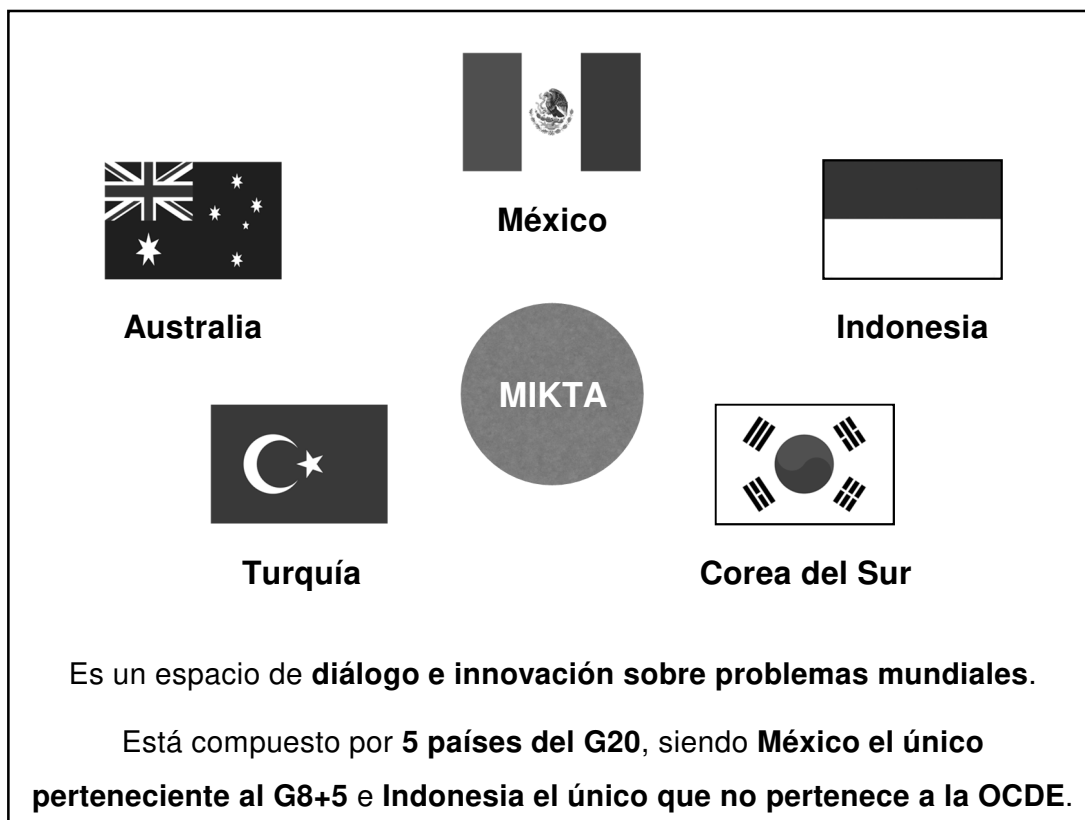 México
Australia
Indonesia
MIKTA
Turquía
Corea del Sur
Es un espacio de diálogo e innovación sobre problemas mundiales.
Está compuesto por 5 países del G20, siendo México el único
perteneciente al G8+5 e Indonesia el único que no pertenece a la OCDE.